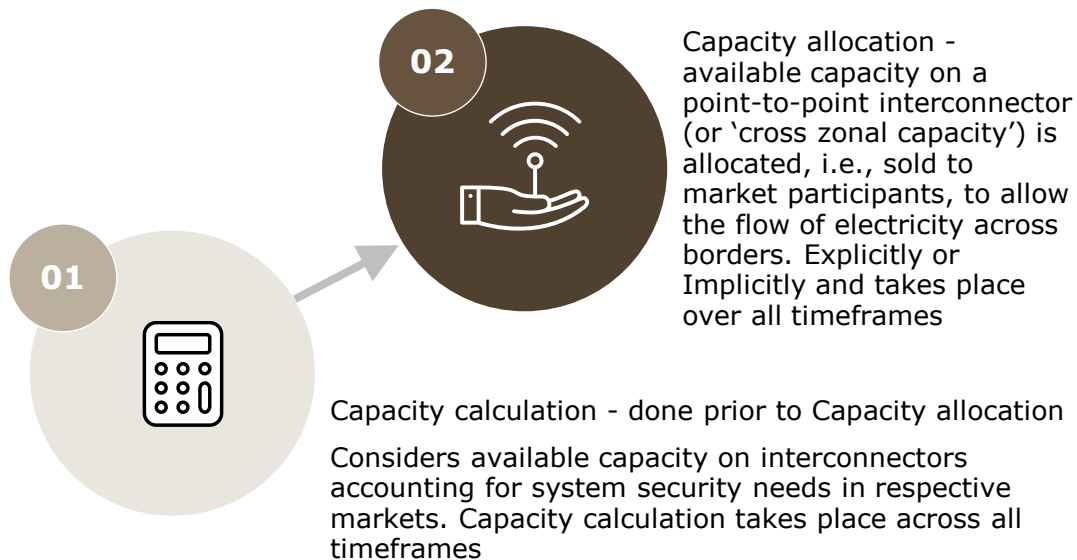 01
Capacity calculation - done prior to Capacity allocation
Considers available capacity on interconnectors
accounting for system security needs in respective
markets. Capacity calculation takes place across all
timeframes
02
Capacity allocation -
available capacity on a
point-to-point interconnector
(or ‘cross zonal capacity’) is
allocated, i.e., sold to
market participants, to allow
the flow of electricity across
borders. Explicitly or
Implicitly and takes place
over all timeframes